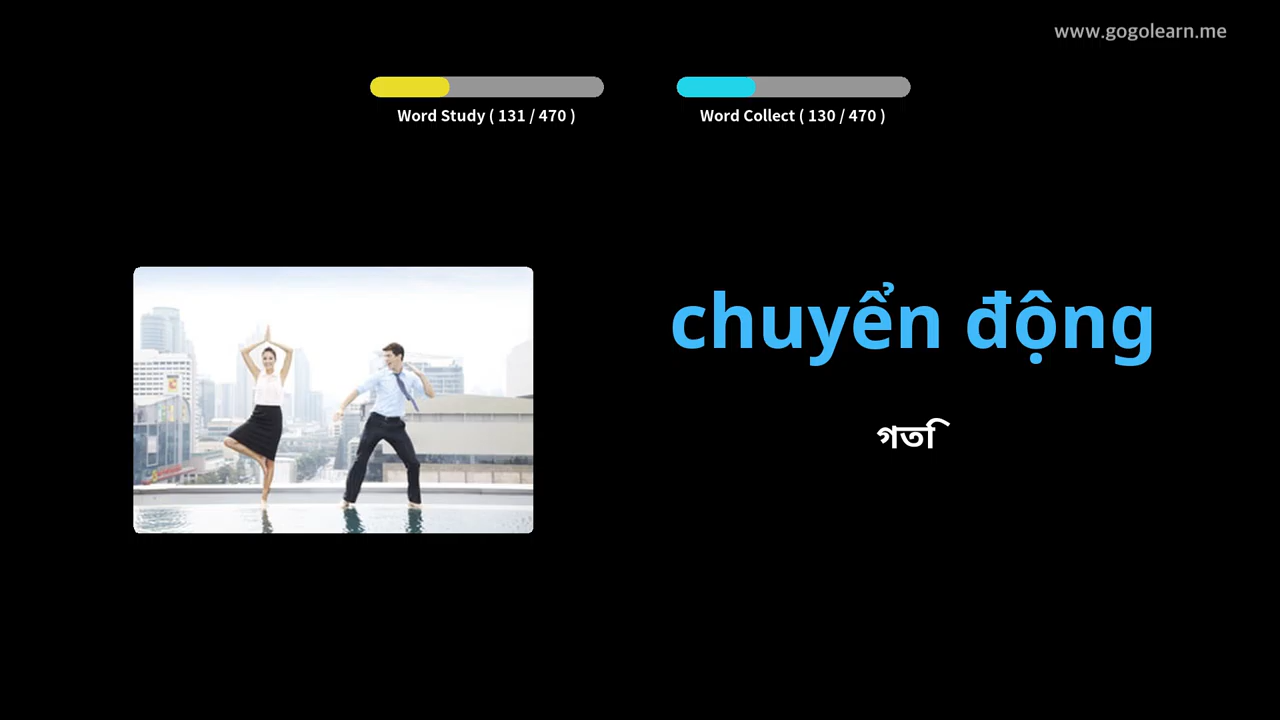 www.gogolearn.me
Word Study ( 131 / 470 )
Word Collect ( 130 / 470 )
chuyển động
গতি